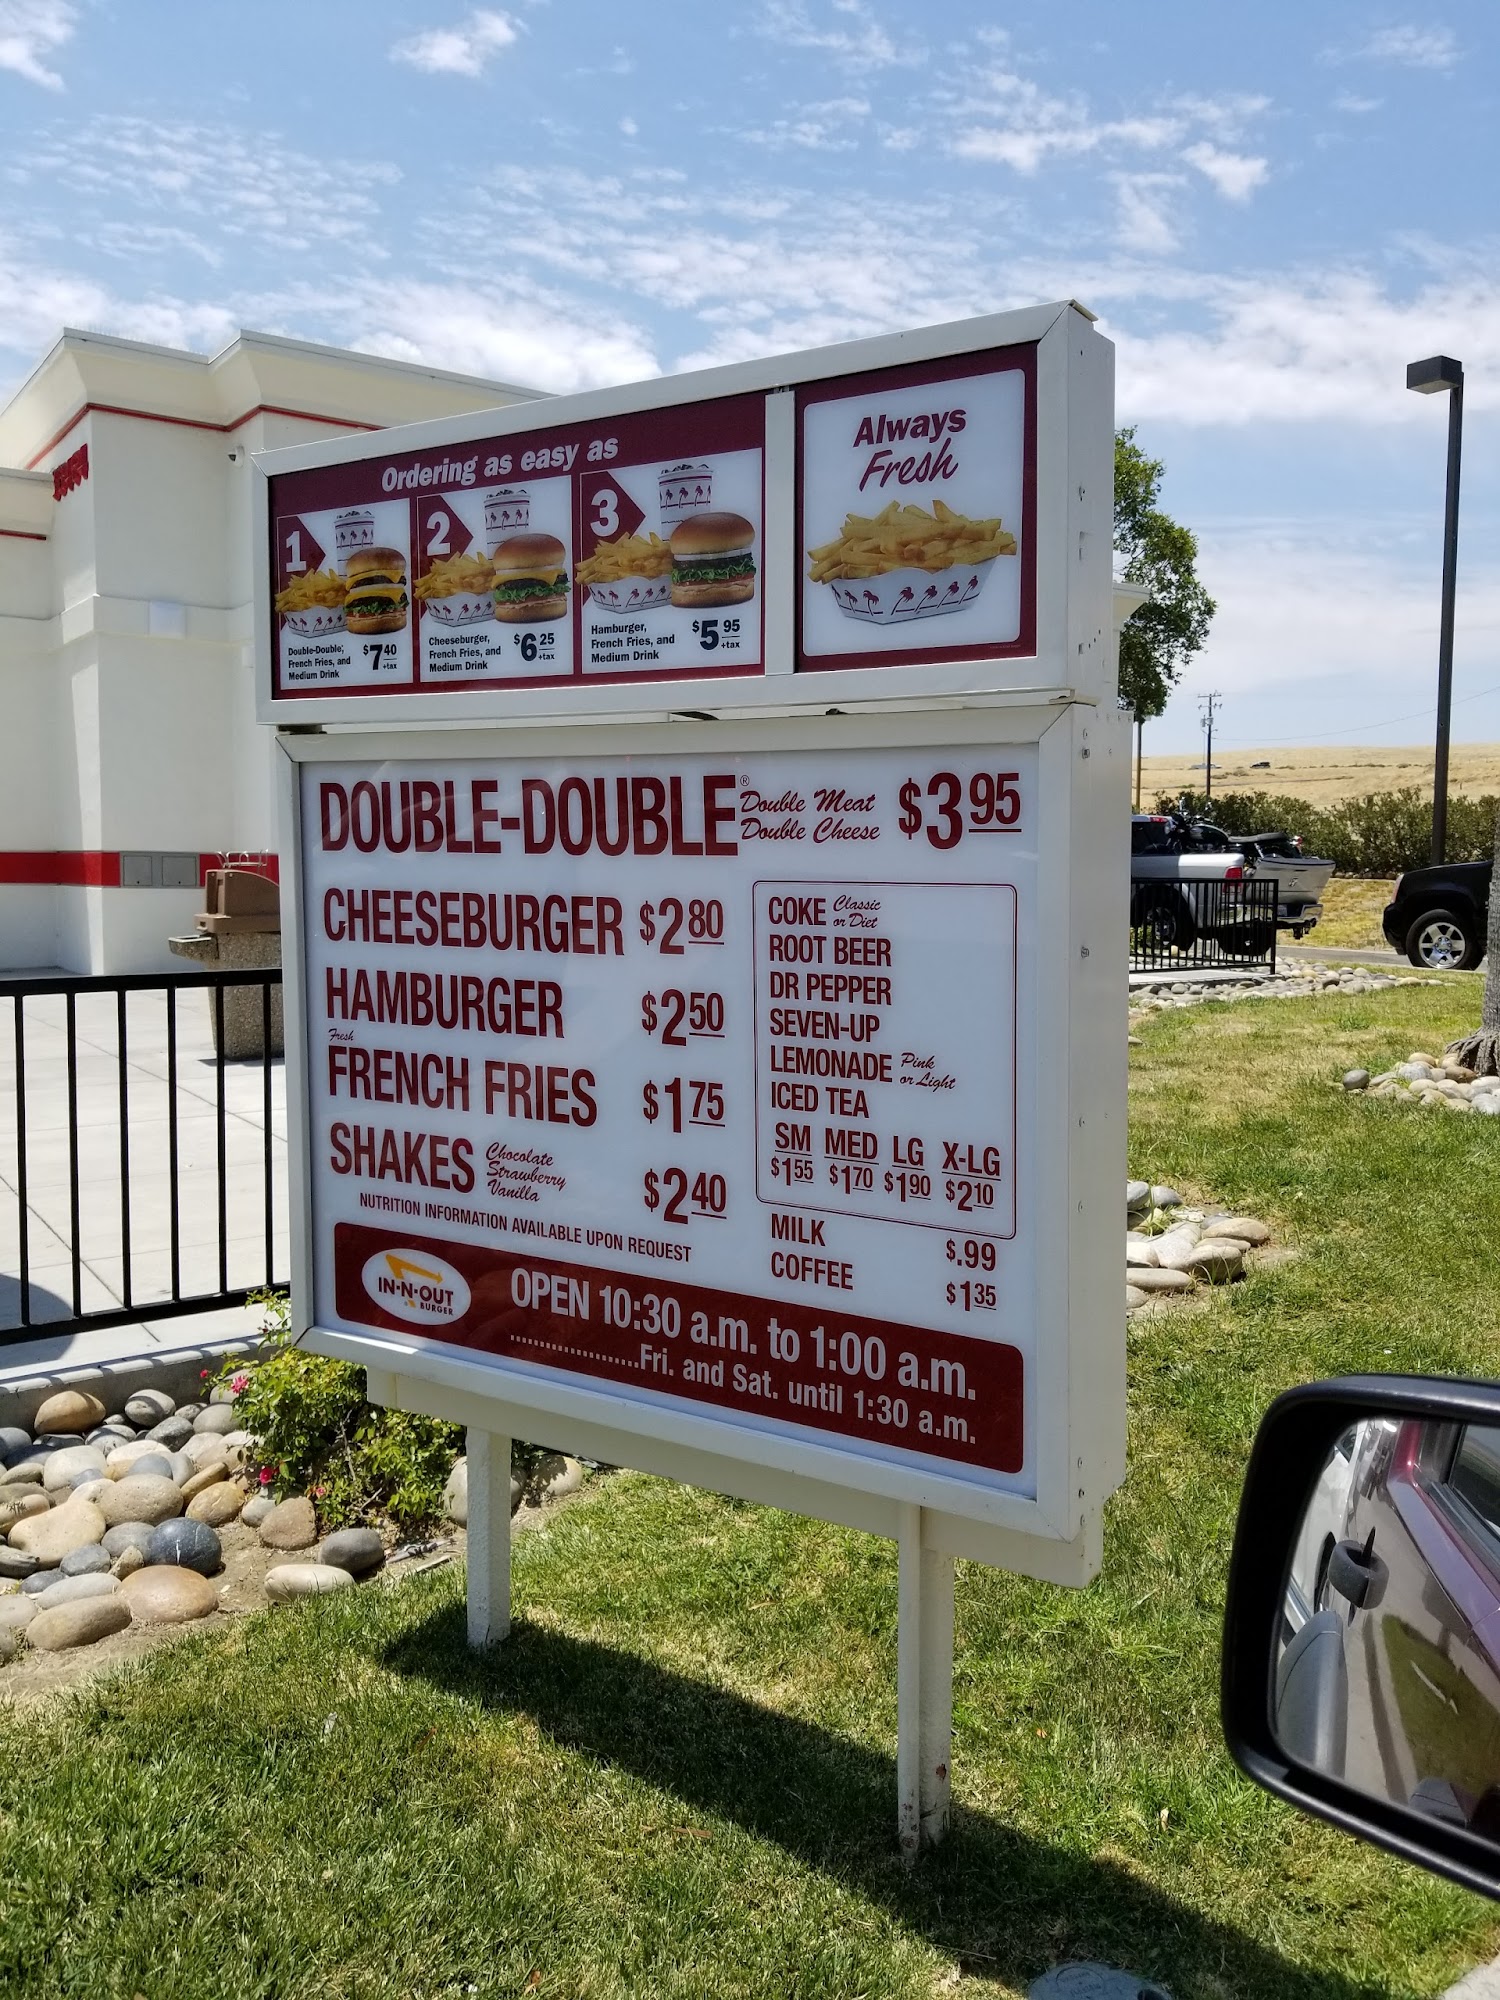 Ordering as easy as
1
Double-Double,
French Fries, and
Medium Drink
$7 40
+tax
2
Cheeseburger,
French Fries, and
Medium Drink
$6 25
+tax
3
Hamburger,
French Fries, and
Medium Drink
$5 95
+tax
Always
Fresh
DOUBLE-DOUBLE® Double Meat
Double Cheese $3 95
CHEESEBURGER $2 80
HAMBURGER $2 50
Fresh
FRENCH FRIES $1 75
SHAKES Chocolate
Strawberry
Vanilla
$2 40
NUTRITION INFORMATION AVAILABLE UPON REQUEST
COKE Classic
or Diet
ROOT BEER
DR PEPPER
SEVEN-UP
LEMONADE Pink
or Light
ICED TEA
SM MED LG X-LG
$1 55 $1 70 $1 90 $2 10
MILK $.99
COFFEE $1 35
IN-N-OUT
BURGER
OPEN 10:30 a.m. to 1:00 a.m.
.....................Fri. and Sat. until 1:30 a.m.